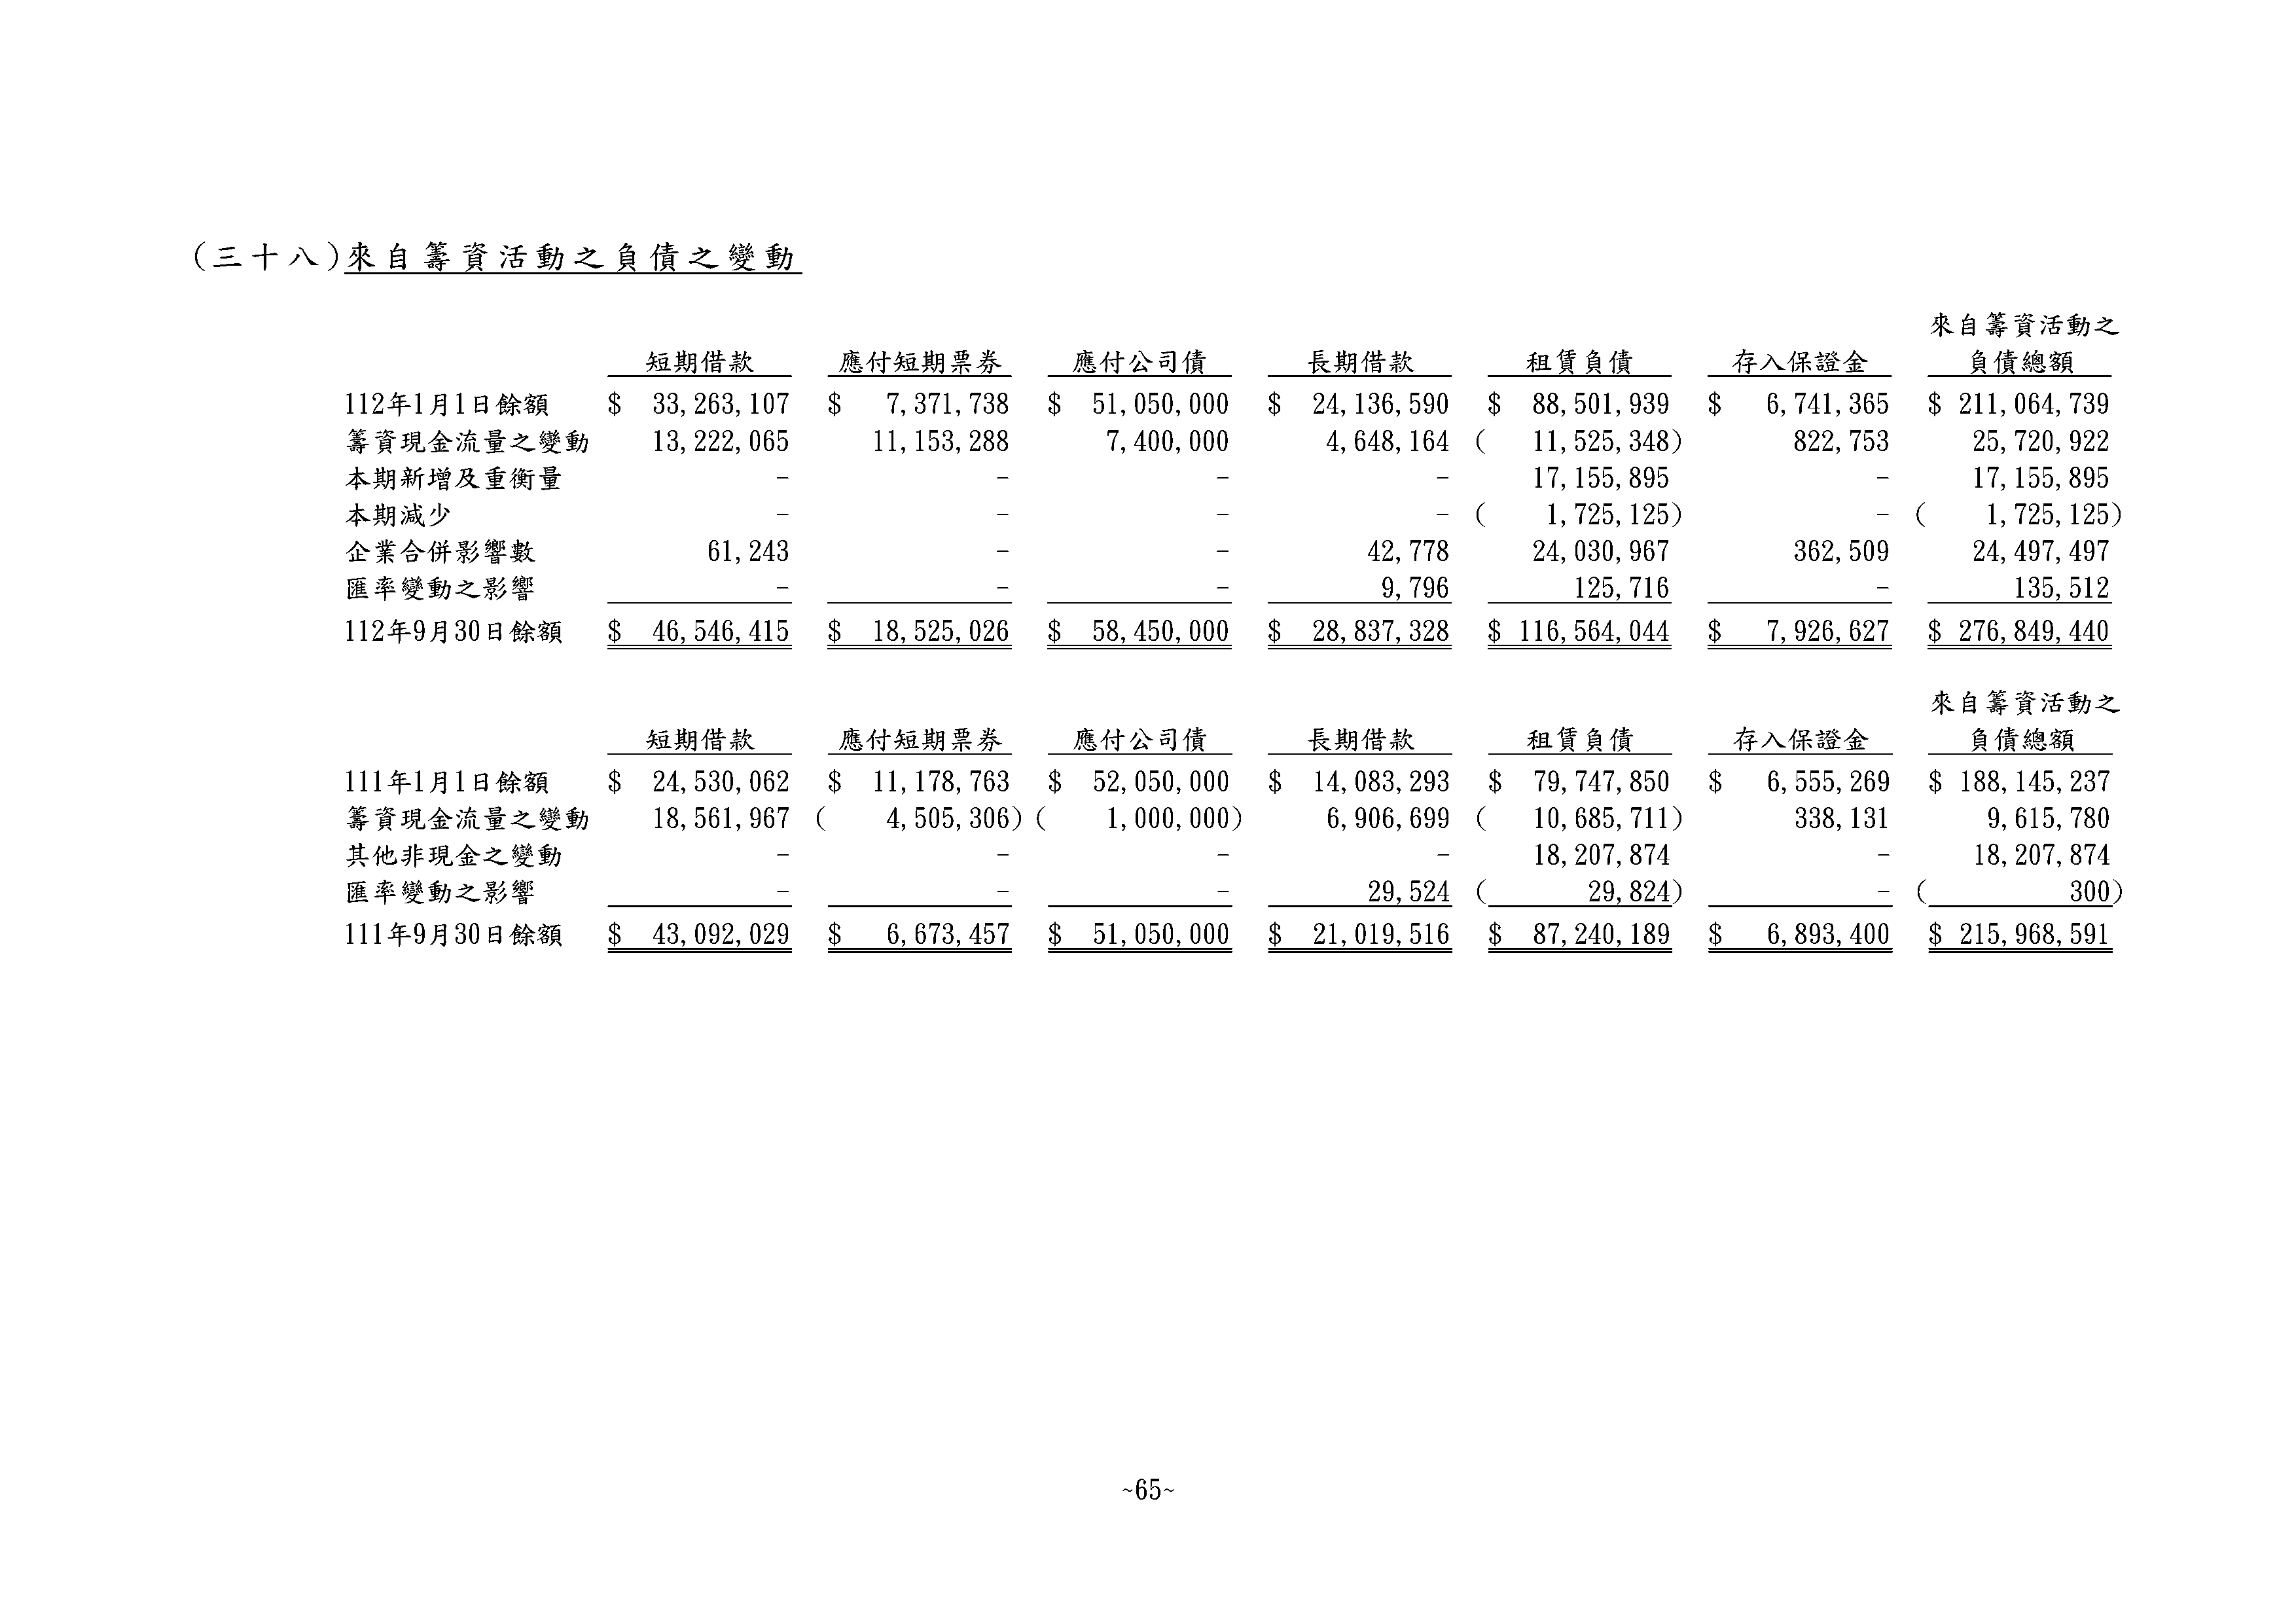 (三十八)來自籌資活動之負債之變動
來自籌資活動之
短期借款 應付短期票券 應付公司債 長期借款 租賃負債 存入保證金 負債總額
112年1月1日餘額 $ 33,263,107 $ 7,371,738 $ 51,050,000 $ 24,136,590 $ 88,501,939 $ 6,741,365 $ 211,064,739
籌資現金流量之變動 13,222,065 11,153,288 7,400,000 4,648,164 ( 11,525,348) 822,753 25,720,922
本期新增及重衡量 - - - - 17,155,895 - 17,155,895
本期減少 - - - - ( 1,725,125) - ( 1,725,125)
企業合併影響數 61,243 - - 42,778 24,030,967 362,509 24,497,497
匯率變動之影響 - - - 9,796 125,716 - 135,512
112年9月30日餘額 $ 46,546,415 $ 18,525,026 $ 58,450,000 $ 28,837,328 $ 116,564,044 $ 7,926,627 $ 276,849,440
來自籌資活動之
短期借款 應付短期票券 應付公司債 長期借款 租賃負債 存入保證金 負債總額
111年1月1日餘額 $ 24,530,062 $ 11,178,763 $ 52,050,000 $ 14,083,293 $ 79,747,850 $ 6,555,269 $ 188,145,237
籌資現金流量之變動 18,561,967 ( 4,505,306) ( 1,000,000) 6,906,699 ( 10,685,711) 338,131 9,615,780
其他非現金之變動 - - - - 18,207,874 - 18,207,874
匯率變動之影響 - - - 29,524 ( 29,824) - ( 300)
111年9月30日餘額 $ 43,092,029 $ 6,673,457 $ 51,050,000 $ 21,019,516 $ 87,240,189 $ 6,893,400 $ 215,968,591
~65~